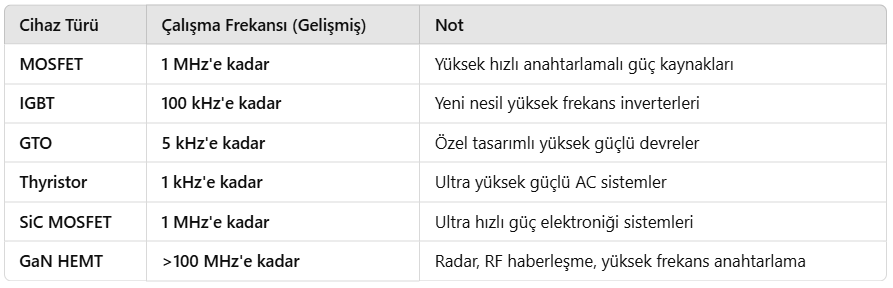 Cihaz Türü Çalışma Frekansı (Gelişmiş) Not
MOSFET 1 MHz'e kadar Yüksek hızlı anahtarlamalı güç kaynakları
IGBT 100 kHz'e kadar Yeni nesil yüksek frekans inverterleri
GTO 5 kHz'e kadar Özel tasarımlı yüksek güçlü devreler
Thyristor 1 kHz'e kadar Ultra yüksek güçlü AC sistemler
SiC MOSFET 1 MHz'e kadar Ultra hızlı güç elektroniği sistemleri
GaN HEMT >100 MHz'e kadar Radar, RF haberleşme, yüksek frekans anahtarlama